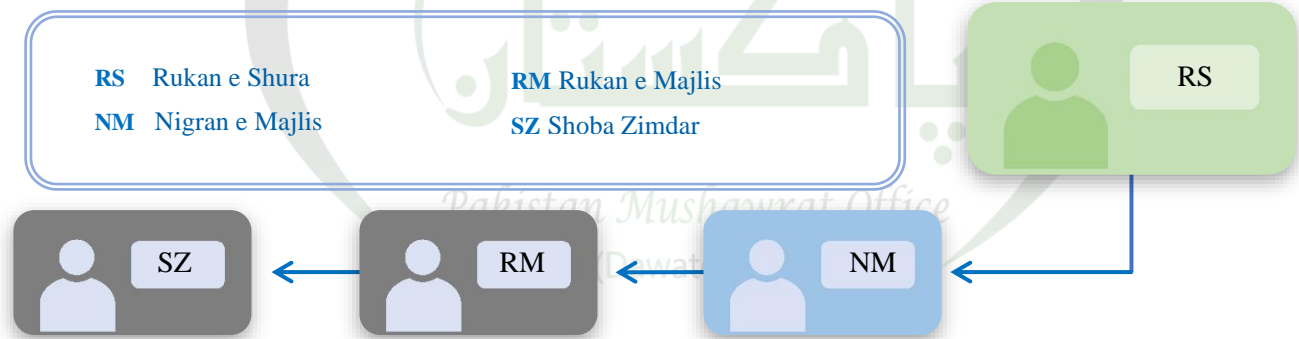 پاکستان
RS Rukan e Shura RM Rukan e Majlis
NM Nigran e Majlis SZ Shoba Zimdar
RS
Pakistan Mushawrat Office
SZ RM NM